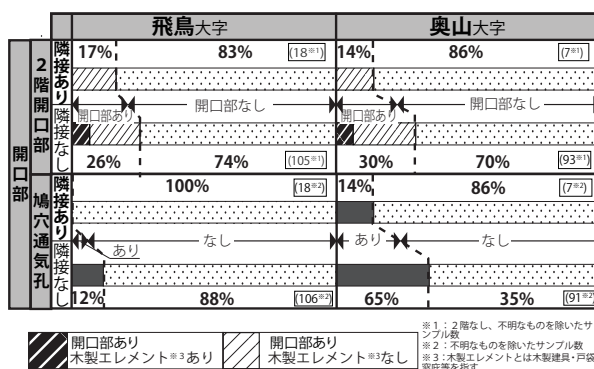 飛鳥大字 奥山大字
開口部
2階開口部
隣接あり
17% 83% (18※1) 14% 86% (7※1)
開口部あり 開口部なし 開口部あり 開口部なし
隣接なし
26% 74% (105※1) 30% 70% (93※1)
鳩穴通気孔
隣接あり
100% (18※2) 14% 86% (7※2)
あり なし あり なし
隣接なし
12% 88% (106※2) 65% 35% (91※2)
開口部あり
木製エレメント※3あり
開口部あり
木製エレメント※3なし
※1：2階なし、不明なものを除いたサ
ンプル数
※2：不明なものを除いたサンプル数
※3：木製エレメントとは木製建具・戸袋
窓庇等を指す